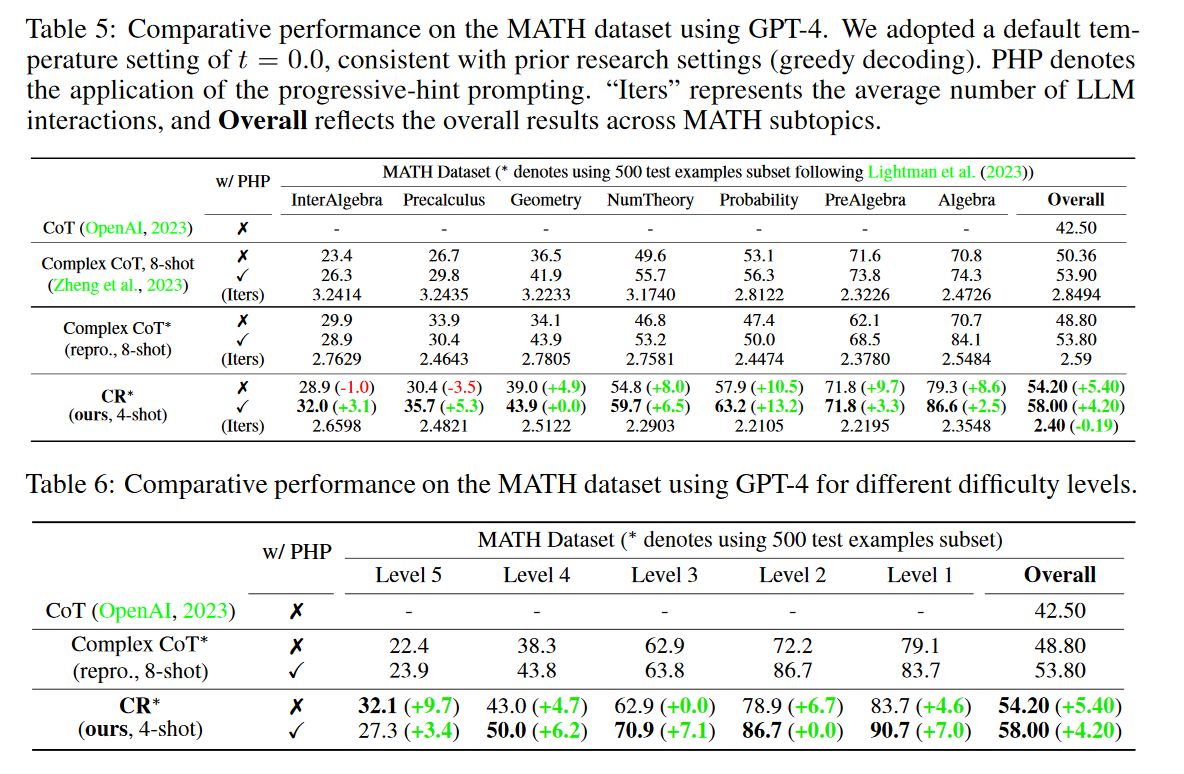 Table 5: Comparative performance on the MATH dataset using GPT-4. We adopted a default tem-
perature setting of t = 0.0, consistent with prior research settings (greedy decoding). PHP denotes
the application of the progressive-hint prompting. “Iters” represents the average number of LLM
interactions, and Overall reflects the overall results across MATH subtopics.
w/ PHP MATH Dataset (* denotes using 500 test examples subset following Lightman et al. (2023))
InterAlgebra Precalculus Geometry NumTheory Probability PreAlgebra Algebra Overall
CoT (OpenAI, 2023) ✗ - - - - - - - 42.50
Complex CoT, 8-shot ✗ 23.4 26.7 36.5 49.6 53.1 71.6 70.8 50.36
(Zheng et al., 2023) ✓ 26.3 29.8 41.9 55.7 56.3 73.8 74.3 53.90
(Iters) 3.2414 3.2435 3.2233 3.1740 2.8122 2.3226 2.4726 2.8494
Complex CoT* ✗ 29.9 33.9 34.1 46.8 47.4 62.1 70.7 48.80
(repro., 8-shot) ✓ 28.9 30.4 43.9 53.2 50.0 68.5 84.1 53.80
(Iters) 2.7629 2.4643 2.7805 2.7581 2.4474 2.3780 2.5484 2.59
CR* ✗ 28.9 (-1.0) 30.4 (-3.5) 39.0 (+4.9) 54.8 (+8.0) 57.9 (+10.5) 71.8 (+9.7) 79.3 (+8.6) 54.20 (+5.40)
(ours, 4-shot) ✓ 32.0 (+3.1) 35.7 (+5.3) 43.9 (+0.0) 59.7 (+6.5) 63.2 (+13.2) 71.8 (+3.3) 86.6 (+2.5) 58.00 (+4.20)
(Iters) 2.6598 2.4821 2.5122 2.2903 2.2105 2.2195 2.3548 2.40 (-0.19)
Table 6: Comparative performance on the MATH dataset using GPT-4 for different difficulty levels.
w/ PHP MATH Dataset (* denotes using 500 test examples subset)
Level 5 Level 4 Level 3 Level 2 Level 1 Overall
CoT (OpenAI, 2023) ✗ - - - - - 42.50
Complex CoT* ✗ 22.4 38.3 62.9 72.2 79.1 48.80
(repro., 8-shot) ✓ 23.9 43.8 63.8 86.7 83.7 53.80
CR* ✗ 32.1 (+9.7) 43.0 (+4.7) 62.9 (+0.0) 78.9 (+6.7) 83.7 (+4.6) 54.20 (+5.40)
(ours, 4-shot) ✓ 27.3 (+3.4) 50.0 (+6.2) 70.9 (+7.1) 86.7 (+0.0) 90.7 (+7.0) 58.00 (+4.20)